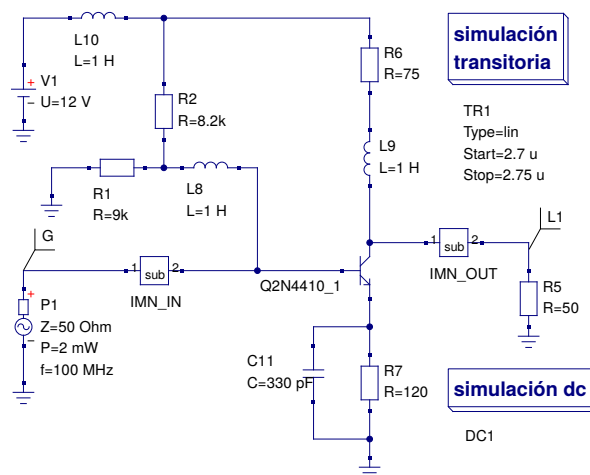 L10
L=1 H
V1
U=12 V
R2
R=8.2k
R6
R=75
simulación
transitoria
TR1
Type=lin
Start=2.7 u
Stop=2.75 u
L9
L=1 H
R1
R=9k
L8
L=1 H
G
L1
1 sub 2
IMN_IN
Q2N4410_1
1 sub 2
IMN_OUT
R5
R=50
P1
Z=50 Ohm
P=2 mW
f=100 MHz
C11
C=330 pF
R7
R=120
simulación dc
DC1